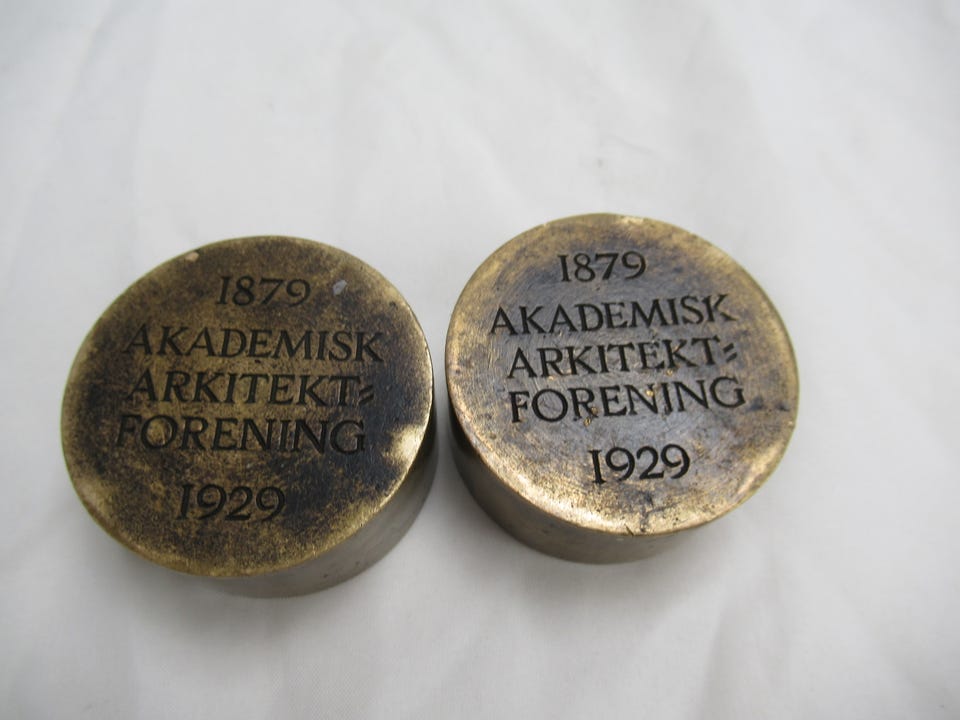 1879
AKADEMISK
ARKITEKT=
FORENING
1929
1879
AKADEMISK
ARKITEKT=
FORENING
1929